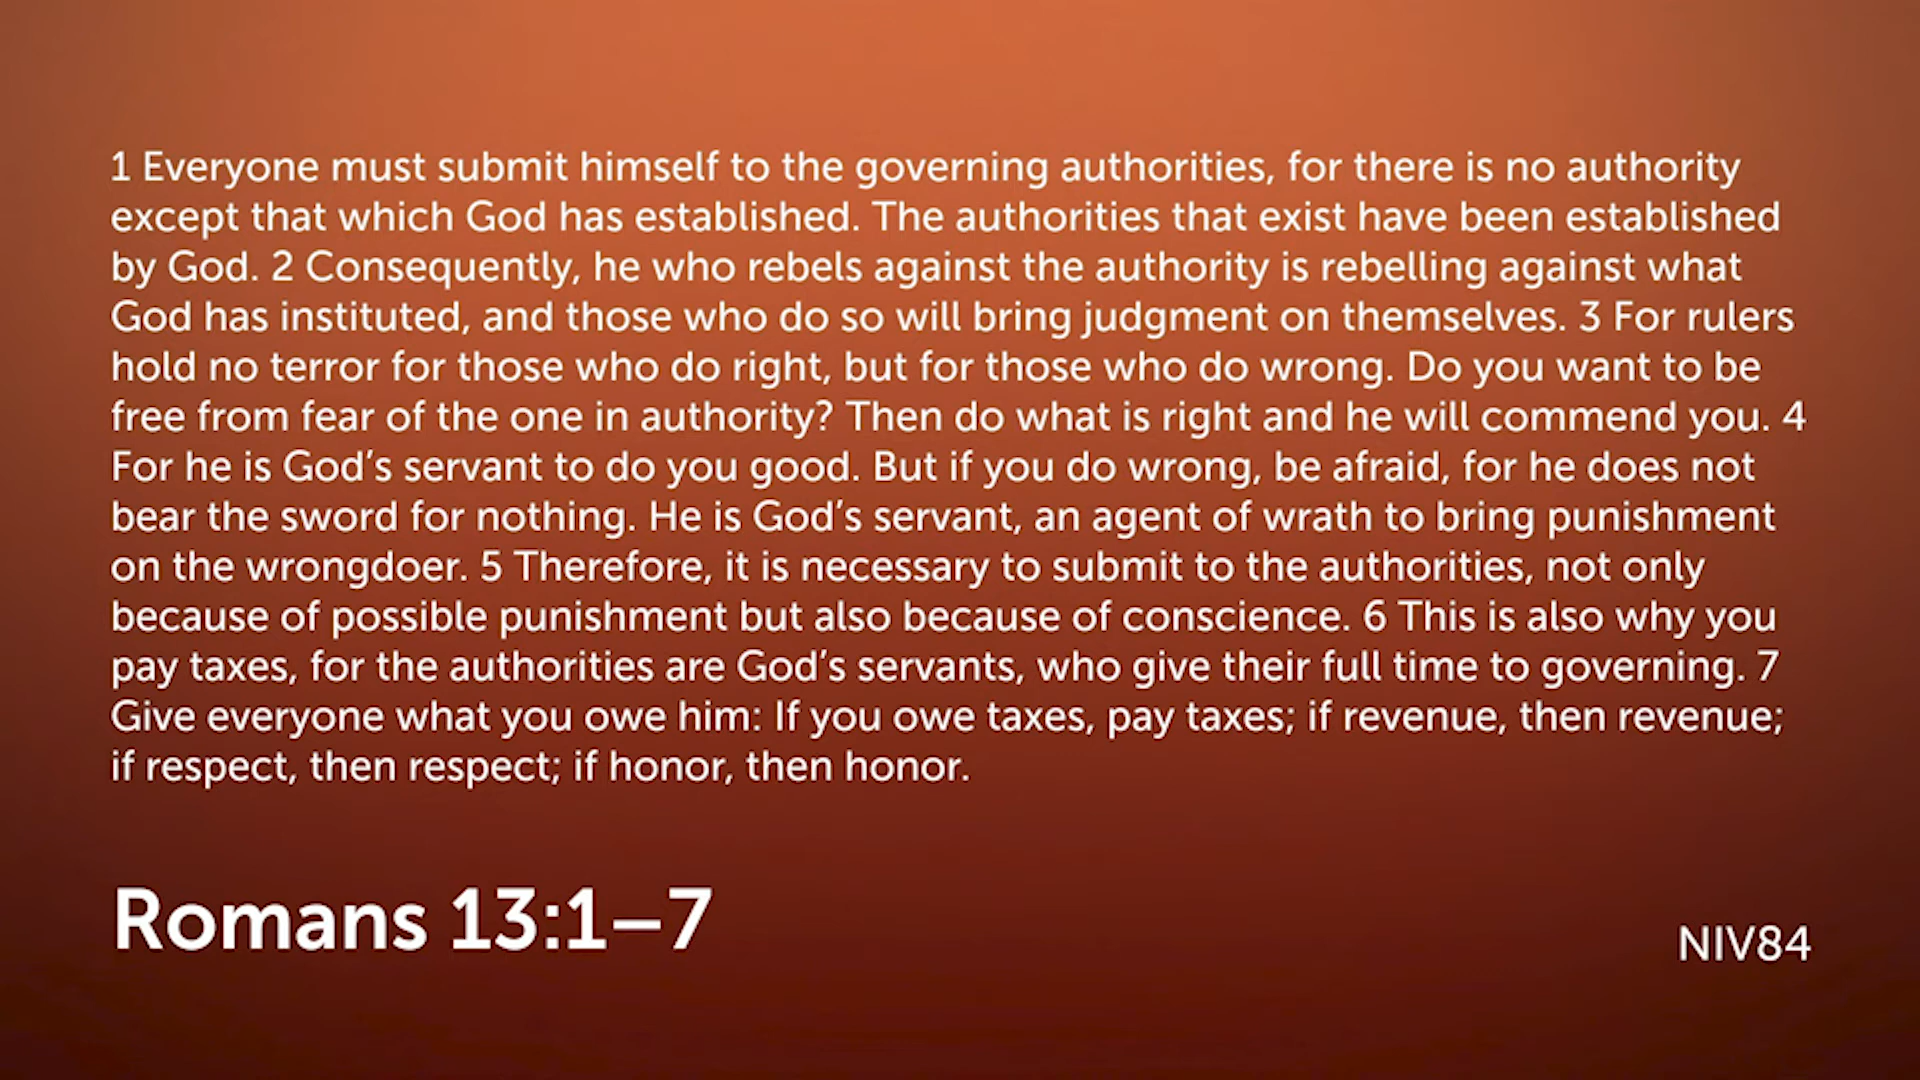 1 Everyone must submit himself to the governing authorities, for there is no authority
except that which God has established. The authorities that exist have been established
by God. 2 Consequently, he who rebels against the authority is rebelling against what
God has instituted, and those who do so will bring judgment on themselves. 3 For rulers
hold no terror for those who do right, but for those who do wrong. Do you want to be
free from fear of the one in authority? Then do what is right and he will commend you. 4
For he is God’s servant to do you good. But if you do wrong, be afraid, for he does not
bear the sword for nothing. He is God’s servant, an agent of wrath to bring punishment
on the wrongdoer. 5 Therefore, it is necessary to submit to the authorities, not only
because of possible punishment but also because of conscience. 6 This is also why you
pay taxes, for the authorities are God’s servants, who give their full time to governing. 7
Give everyone what you owe him: If you owe taxes, pay taxes; if revenue, then revenue;
if respect, then respect; if honor, then honor.
Romans 13:1–7
NIV84